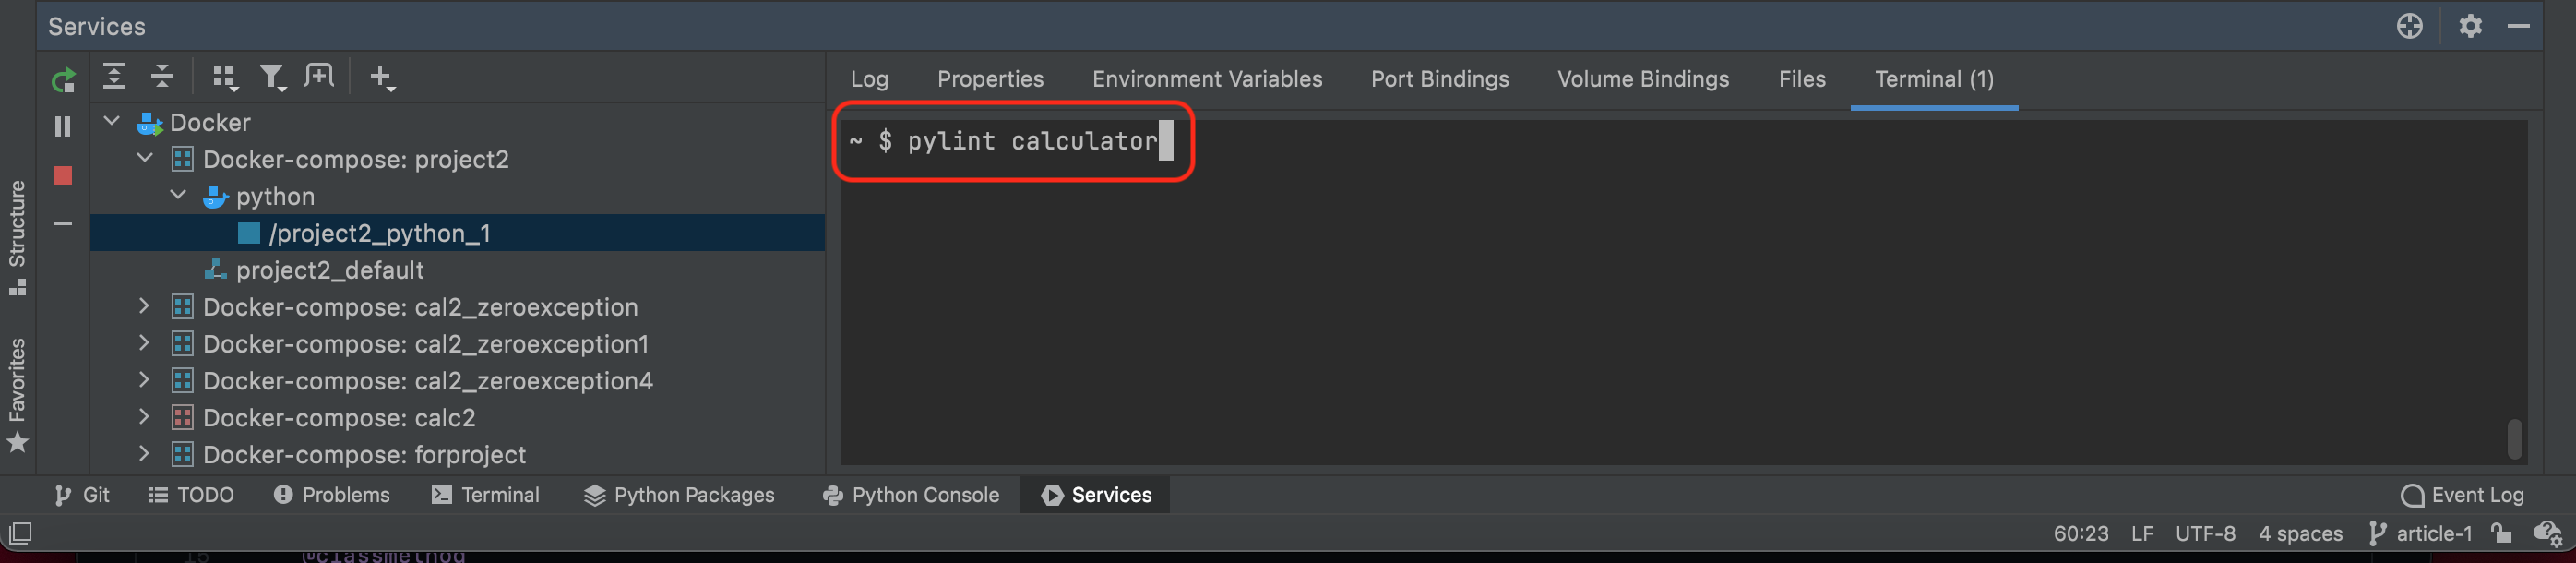 Services
Log Properties Environment Variables Port Bindings Volume Bindings Files Terminal (1)
Docker
Docker-compose: project2
python
/project2_python_1
project2_default
Docker-compose: cal2_zeroexception
Docker-compose: cal2_zeroexception1
Docker-compose: cal2_zeroexception4
Docker-compose: calc2
Docker-compose: forproject
~ $ pylint calculator
Structure
Favorites
Git TODO Problems Terminal Python Packages Python Console Services Event Log
60:23 LF UTF-8 4 spaces article-1
15 @classmethod